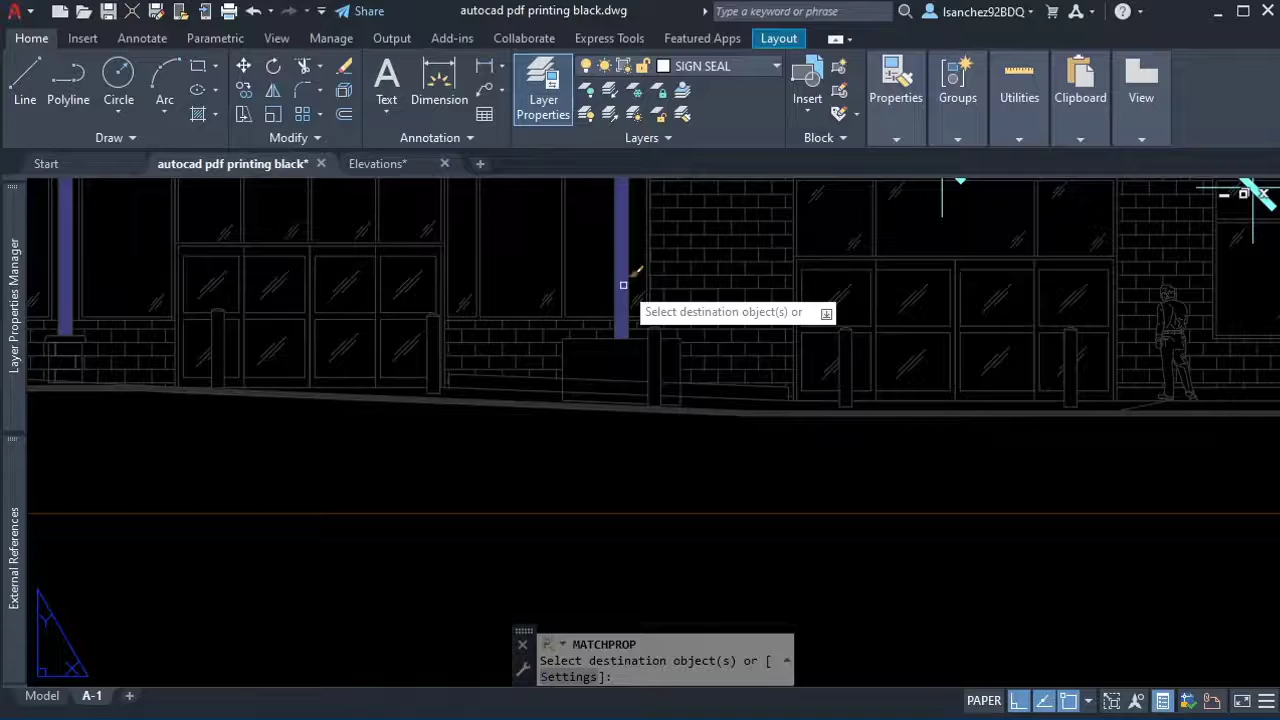 Share
autocad pdf printing black.dwg
Type a keyword or phrase
lsanchez92BDQ
Home
Insert
Annotate
Parametric
View
Manage
Output
Add-ins
Collaborate
Express Tools
Featured Apps
Layout
SIGN SEAL
Line
Polyline
Circle
Arc
Text
Dimension
Layer
Properties
Insert
Properties
Groups
Utilities
Clipboard
View
Draw
Modify
Annotation
Layers
Block
Start
autocad pdf printing black*
Elevations*
Layer Properties Manager
External References
Select destination object(s) or
MATCHPROP
Select destination object(s) or [
Settings]:
Model
A-1
PAPER